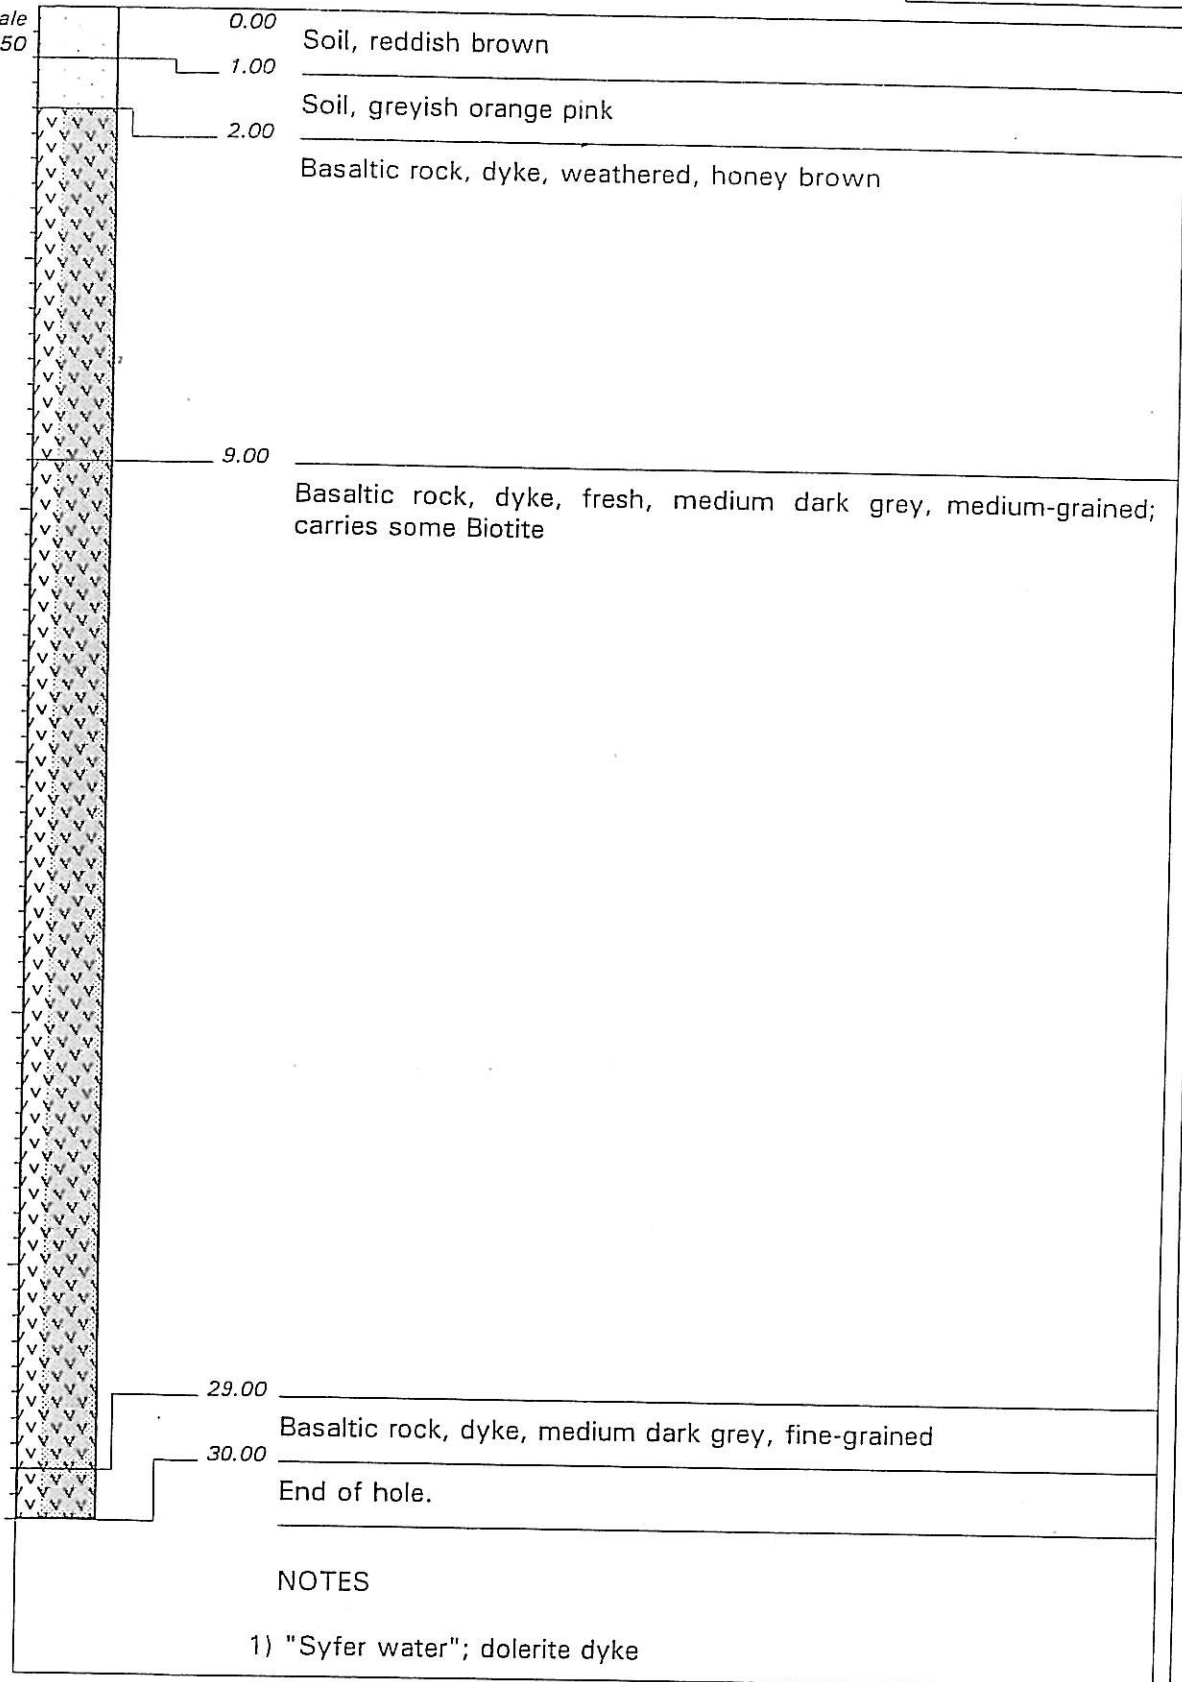 ale
50
0.00
Soil, reddish brown
1.00
Soil, greyish orange pink
2.00
Basaltic rock, dyke, weathered, honey brown
9.00
Basaltic rock, dyke, fresh, medium dark grey, medium-grained;
carries some Biotite
29.00
Basaltic rock, dyke, medium dark grey, fine-grained
30.00
End of hole.
NOTES
1) "Syfer water"; dolerite dyke